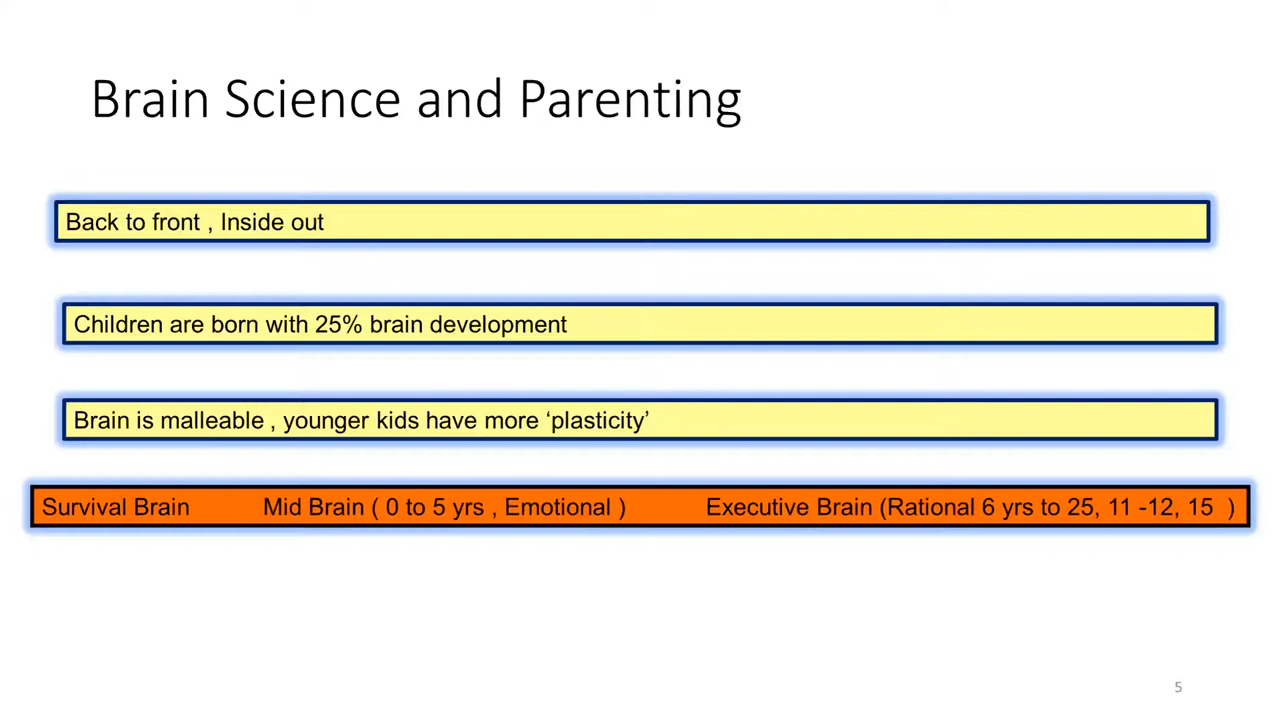 Brain Science and Parenting
Back to front , Inside out
Children are born with 25% brain development
Brain is malleable , younger kids have more ‘plasticity’
Survival Brain Mid Brain ( 0 to 5 yrs , Emotional ) Executive Brain (Rational 6 yrs to 25, 11 -12, 15 )
5